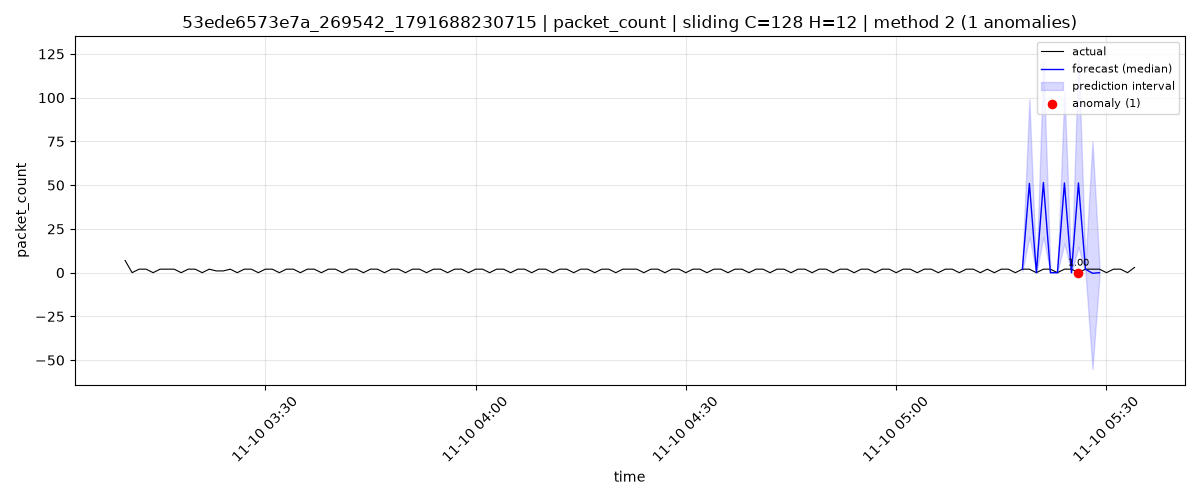 53ede6573e7a_269542_1791688230715 | packet_count | sliding C=128 H=12 | method 2 (1 anomalies)
actual
forecast (median)
prediction interval
anomaly (1)
packet_count
125
100
75
50
25
0
−25
−50
11-10 03:30
11-10 04:00
11-10 04:30
11-10 05:00
11-10 05:30
time